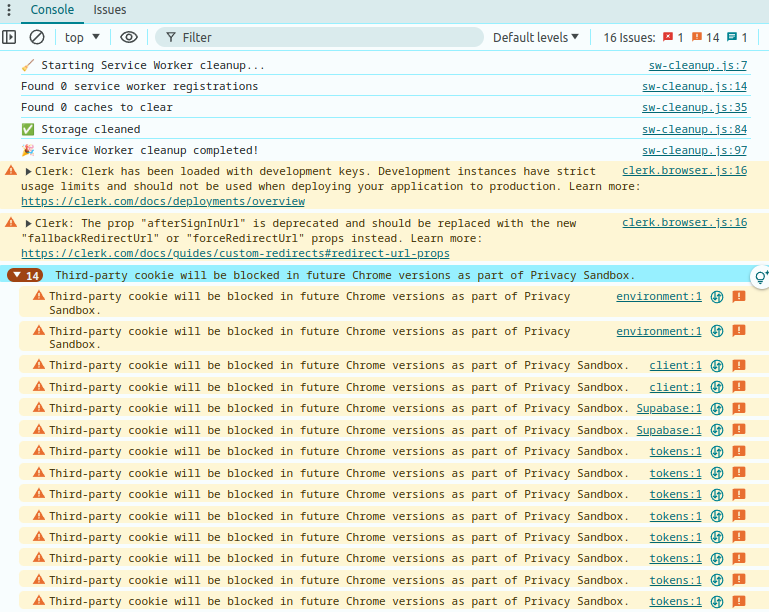 Console Issues
top Filter Default levels 16 Issues: 1 14 1
🧹 Starting Service Worker cleanup... sw-cleanup.js:7
Found 0 service worker registrations sw-cleanup.js:14
Found 0 caches to clear sw-cleanup.js:35
✅ Storage cleaned sw-cleanup.js:84
🎉 Service Worker cleanup completed! sw-cleanup.js:97
Clerk: Clerk has been loaded with development keys. Development instances have strict clerk.browser.js:16
usage limits and should not be used when deploying your application to production. Learn more:
https://clerk.com/docs/deployments/overview
Clerk: The prop "afterSignInUrl" is deprecated and should be replaced with the new clerk.browser.js:16
"fallbackRedirectUrl" or "forceRedirectUrl" props instead. Learn more:
https://clerk.com/docs/guides/custom-redirects#redirect-url-props
14 Third-party cookie will be blocked in future Chrome versions as part of Privacy Sandbox.
Third-party cookie will be blocked in future Chrome versions as part of Privacy environment:1
Sandbox.
Third-party cookie will be blocked in future Chrome versions as part of Privacy environment:1
Sandbox.
Third-party cookie will be blocked in future Chrome versions as part of Privacy Sandbox. client:1
Third-party cookie will be blocked in future Chrome versions as part of Privacy Sandbox. client:1
Third-party cookie will be blocked in future Chrome versions as part of Privacy Sandbox. Supabase:1
Third-party cookie will be blocked in future Chrome versions as part of Privacy Sandbox. Supabase:1
Third-party cookie will be blocked in future Chrome versions as part of Privacy Sandbox. tokens:1
Third-party cookie will be blocked in future Chrome versions as part of Privacy Sandbox. tokens:1
Third-party cookie will be blocked in future Chrome versions as part of Privacy Sandbox. tokens:1
Third-party cookie will be blocked in future Chrome versions as part of Privacy Sandbox. tokens:1
Third-party cookie will be blocked in future Chrome versions as part of Privacy Sandbox. tokens:1
Third-party cookie will be blocked in future Chrome versions as part of Privacy Sandbox. tokens:1
Third-party cookie will be blocked in future Chrome versions as part of Privacy Sandbox. tokens:1
Third-party cookie will be blocked in future Chrome versions as part of Privacy Sandbox. tokens:1